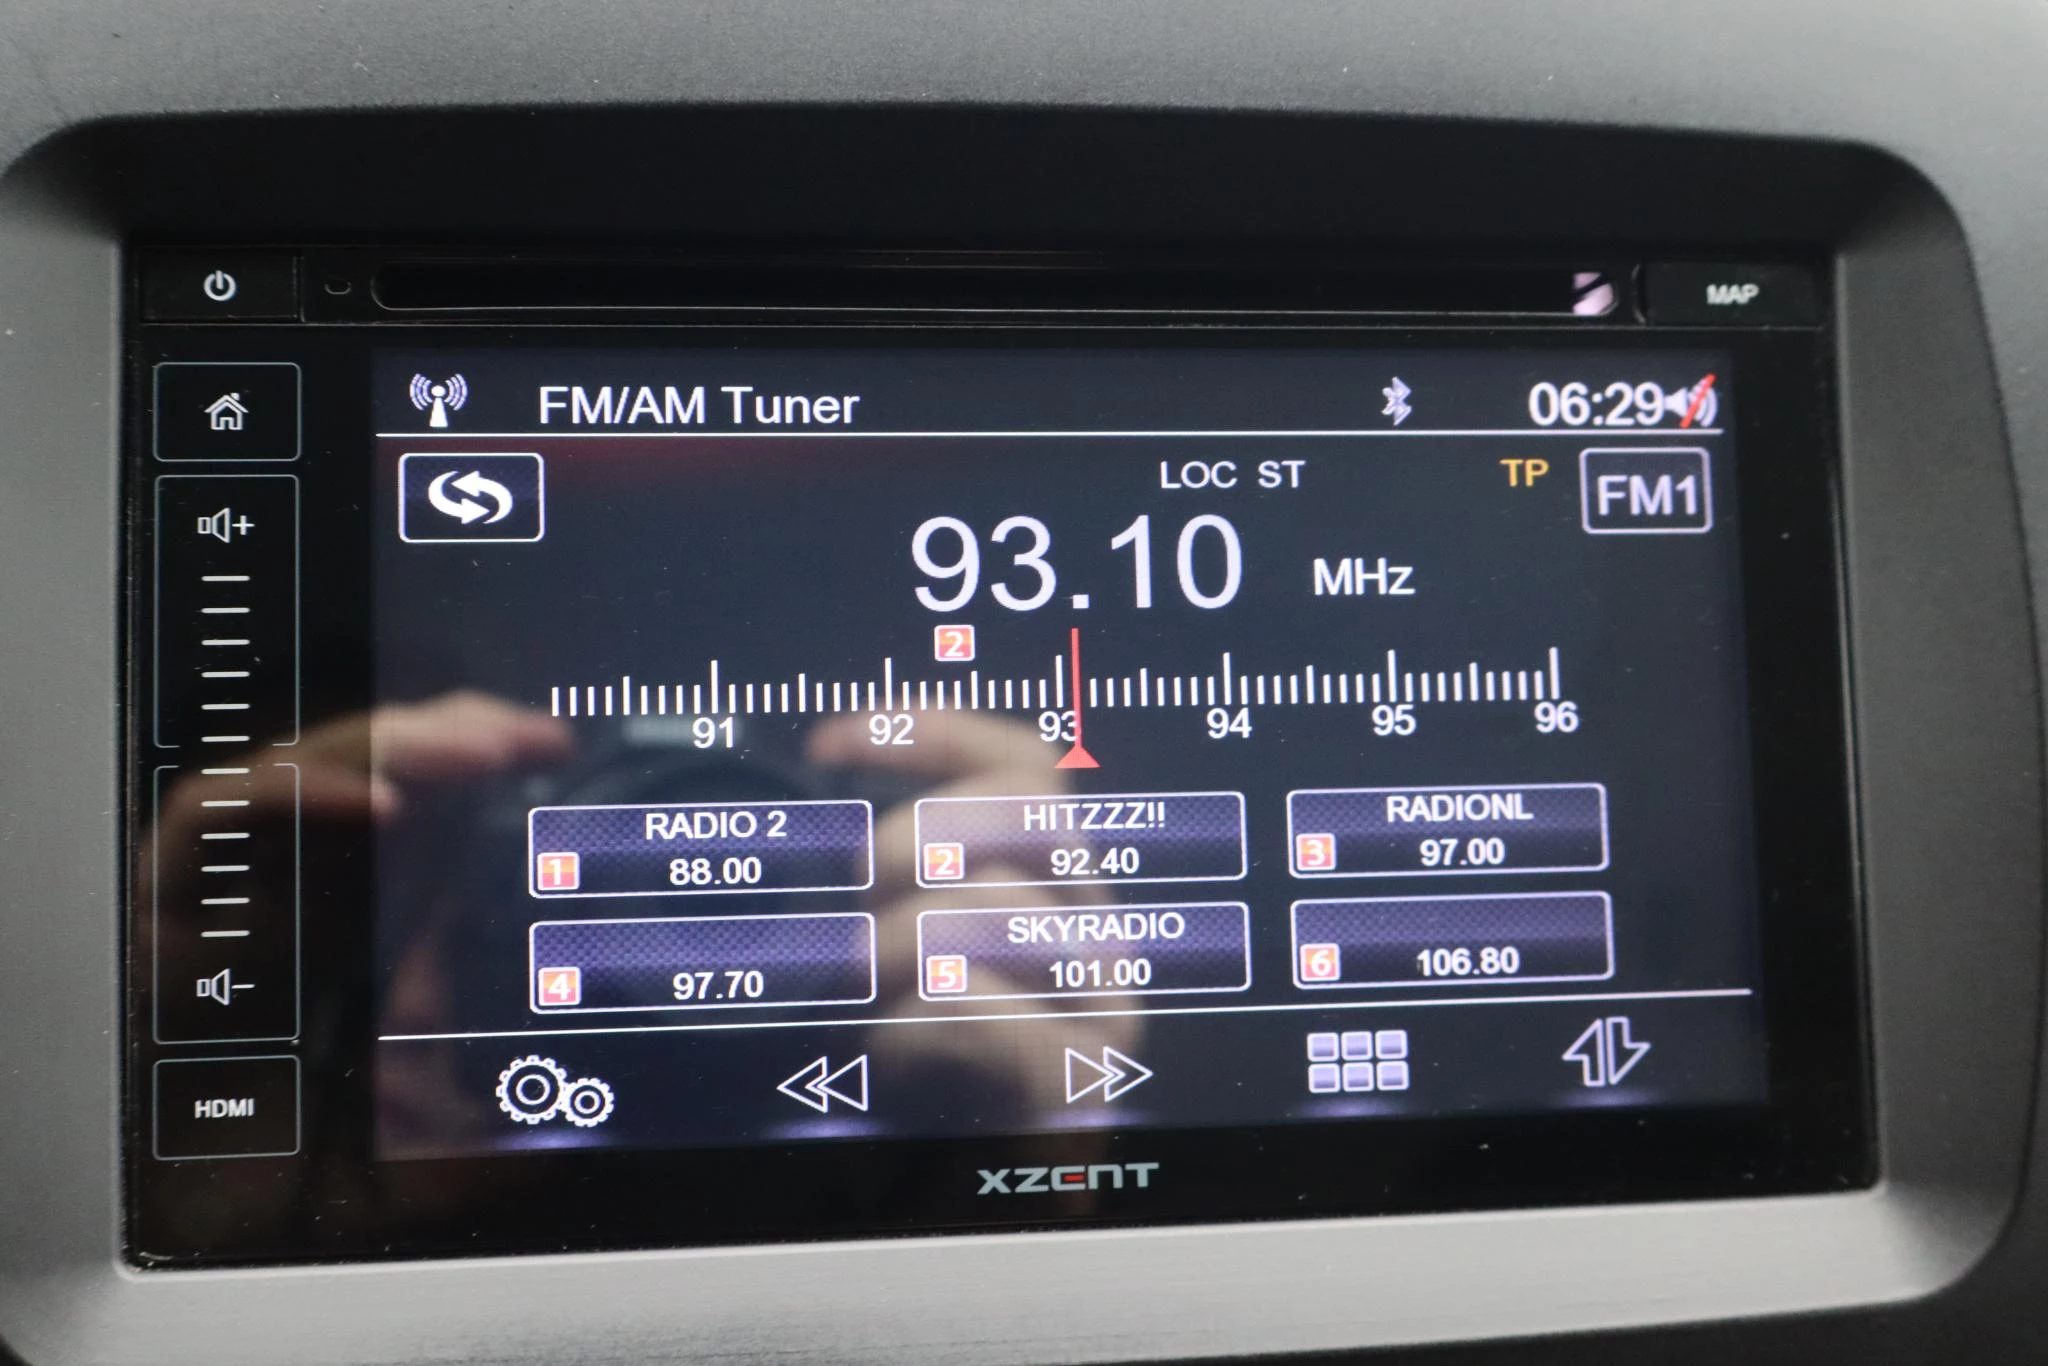 MAP
FM/AM Tuner 06:29
LOC ST TP FM1
93.10 MHz
2
91 92 93 94 95 96
RADIO 2
1 88.00
HITZZZ!!
2 92.40
RADIONL
3 97.00
4 97.70
SKYRADIO
5 101.00
6 106.80
HDMI
XZENT